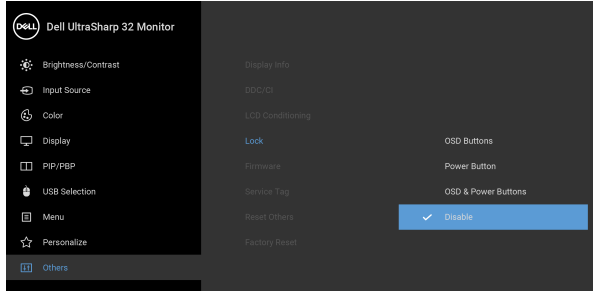 DELL
Dell UltraSharp 32 Monitor
Brightness/Contrast
Input Source
Color
Display
PIP/PBP
USB Selection
Menu
Personalize
Others
Display Info
DDC/CI
LCD Conditioning
Lock
Firmware
Service Tag
Reset Others
Factory Reset
OSD Buttons
Power Button
OSD & Power Buttons
Disable